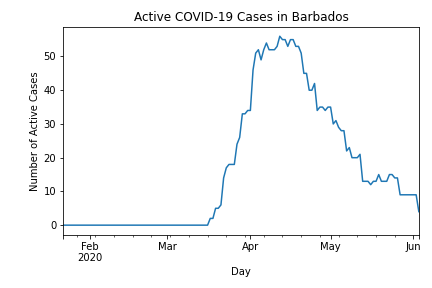 Active COVID-19 Cases in Barbados
Number of Active Cases
50
40
30
20
10
0
Feb
2020
Mar
Apr
May
Jun
Day